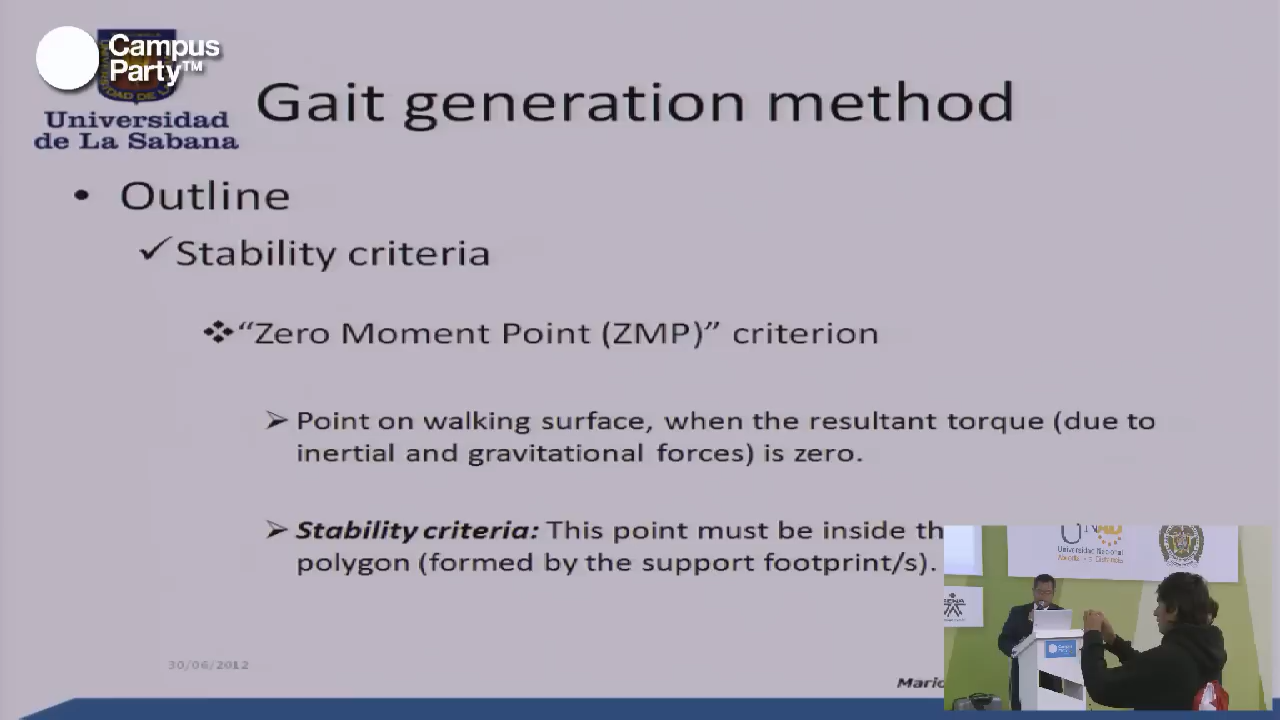 Campus
Party™
Universidad
de La Sabana
Gait generation method
• Outline
✓ Stability criteria
❖ “Zero Moment Point (ZMP)” criterion
➢ Point on walking surface, when the resultant torque (due to
inertial and gravitational forces) is zero.
➢ Stability criteria: This point must be inside
polygon (formed by the support footprint/s).
30/06/2012
Universidad Nacional
SENA